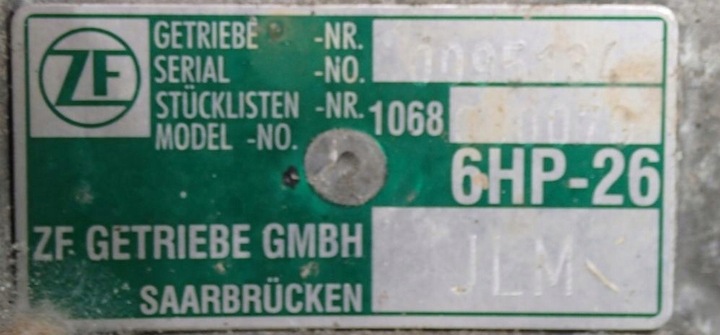 ZF
GETRIEBE -NR.
SERIAL -NO.
STÜCKLISTEN -NR. 1068
MODEL -NO.
6HP-26
ZF GETRIEBE GMBH
SAARBRÜCKEN
JLM